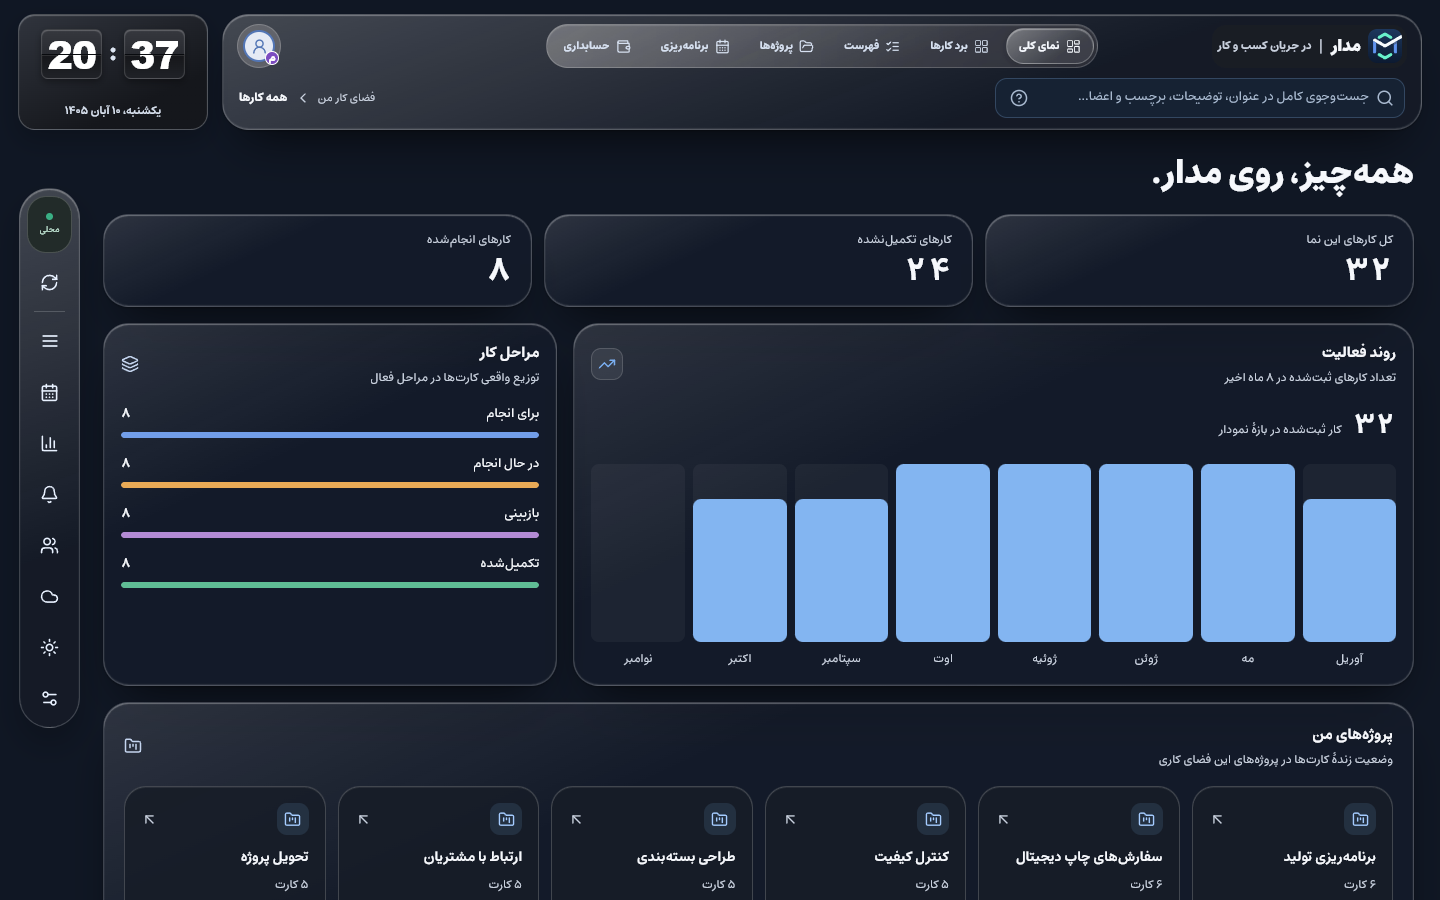 مدار | در جریان کسب و کار
نمای کلی
برد کارها
فهرست
پروژه‌ها
برنامه‌ریزی
حسابداری
م
20 : 37
یکشنبه، ۱۰ آبان ۱۴۰۵
جست‌وجوی کامل در عنوان، توضیحات، برچسب و اعضا...
فضای کار من
همه کارها
همه‌چیز، روی مدار.
محلی
کل کارهای این نما
۳۲
کارهای تکمیل‌نشده
۲۴
کارهای انجام‌شده
۸
روند فعالیت
تعداد کارهای ثبت‌شده در ۸ ماه اخیر
۳۲ کار ثبت‌شده در بازهٔ نمودار
آوریل
مه
ژوئن
ژوئیه
اوت
سپتامبر
اکتبر
نوامبر
مراحل کار
توزیع واقعی کارت‌ها در مراحل فعال
برای انجام ۸
در حال انجام ۸
بازبینی ۸
تکمیل‌شده ۸
پروژه‌های من
وضعیت زندهٔ کارت‌ها در پروژه‌های این فضای کاری
برنامه‌ریزی تولید
۶ کارت
سفارش‌های چاپ دیجیتال
۶ کارت
کنترل کیفیت
۵ کارت
طراحی بسته‌بندی
۵ کارت
ارتباط با مشتریان
۵ کارت
تحویل پروژه
۵ کارت